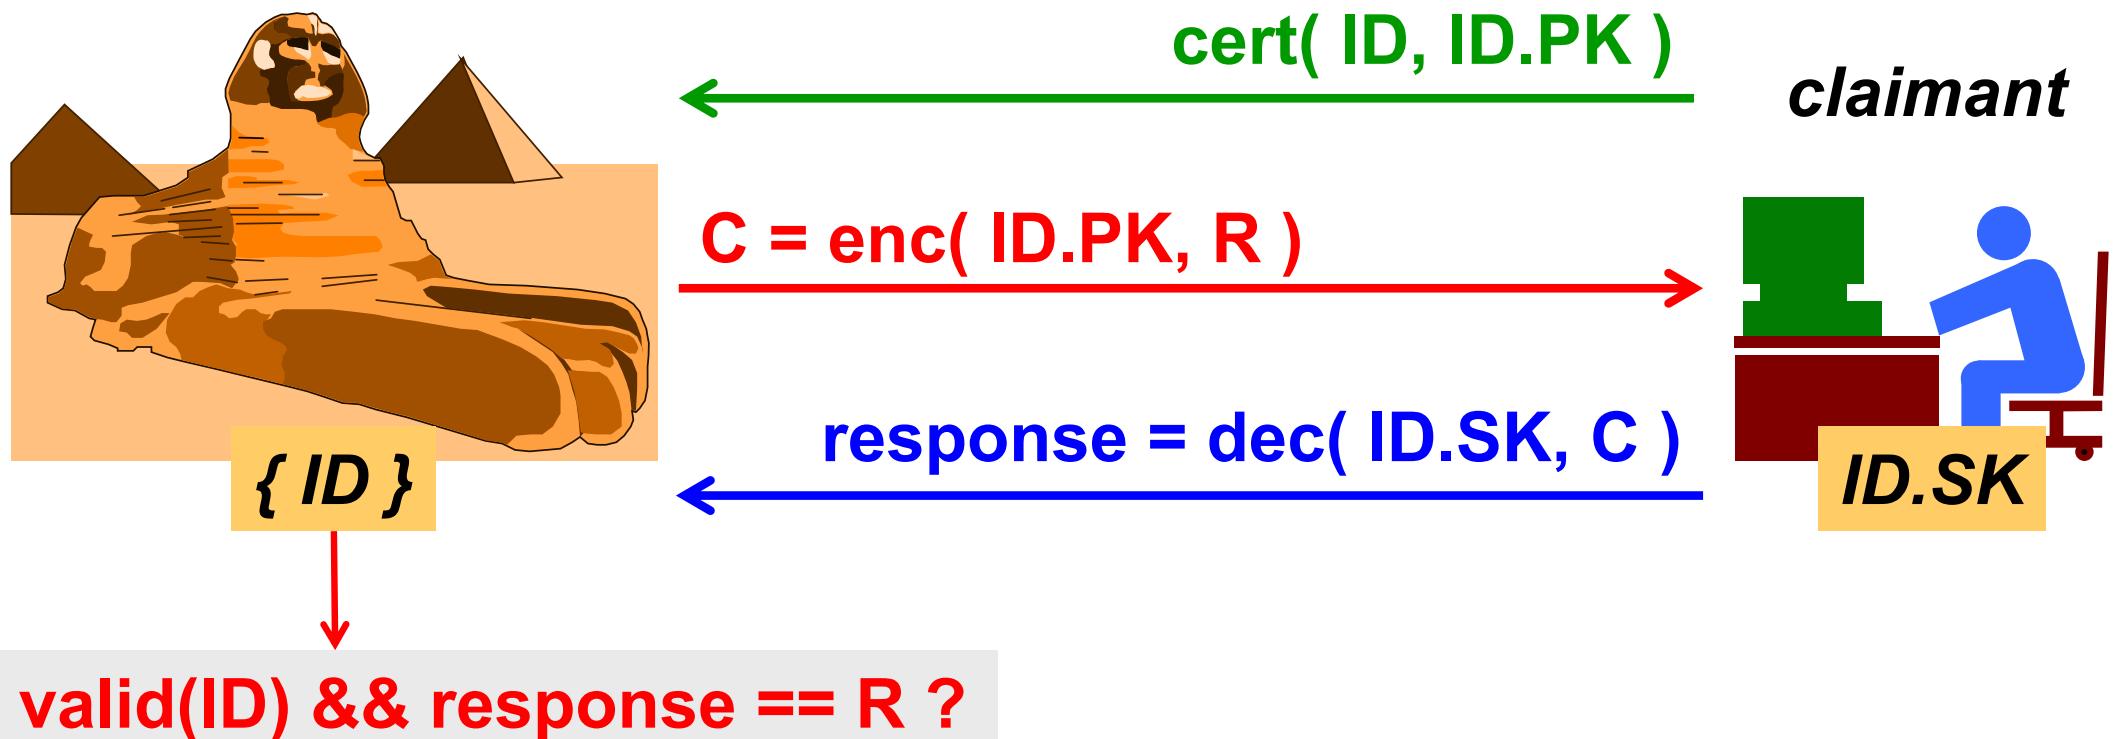 cert( ID, ID.PK )
claimant
C = enc( ID.PK, R )
response = dec( ID.SK, C )
{ ID }
ID.SK
valid(ID) && response == R ?